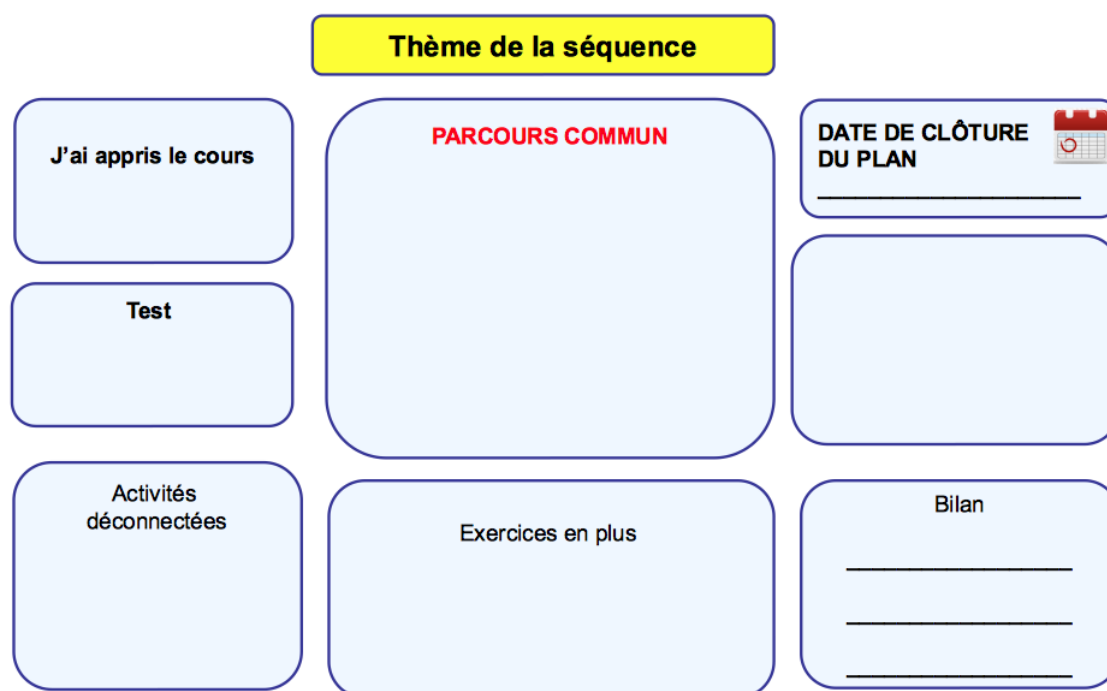 Thème de la séquence
J'ai appris le cours
PARCOURS COMMUN
DATE DE CLÔTURE
DU PLAN
Test
Activités
déconnectées
Exercices en plus
Bilan